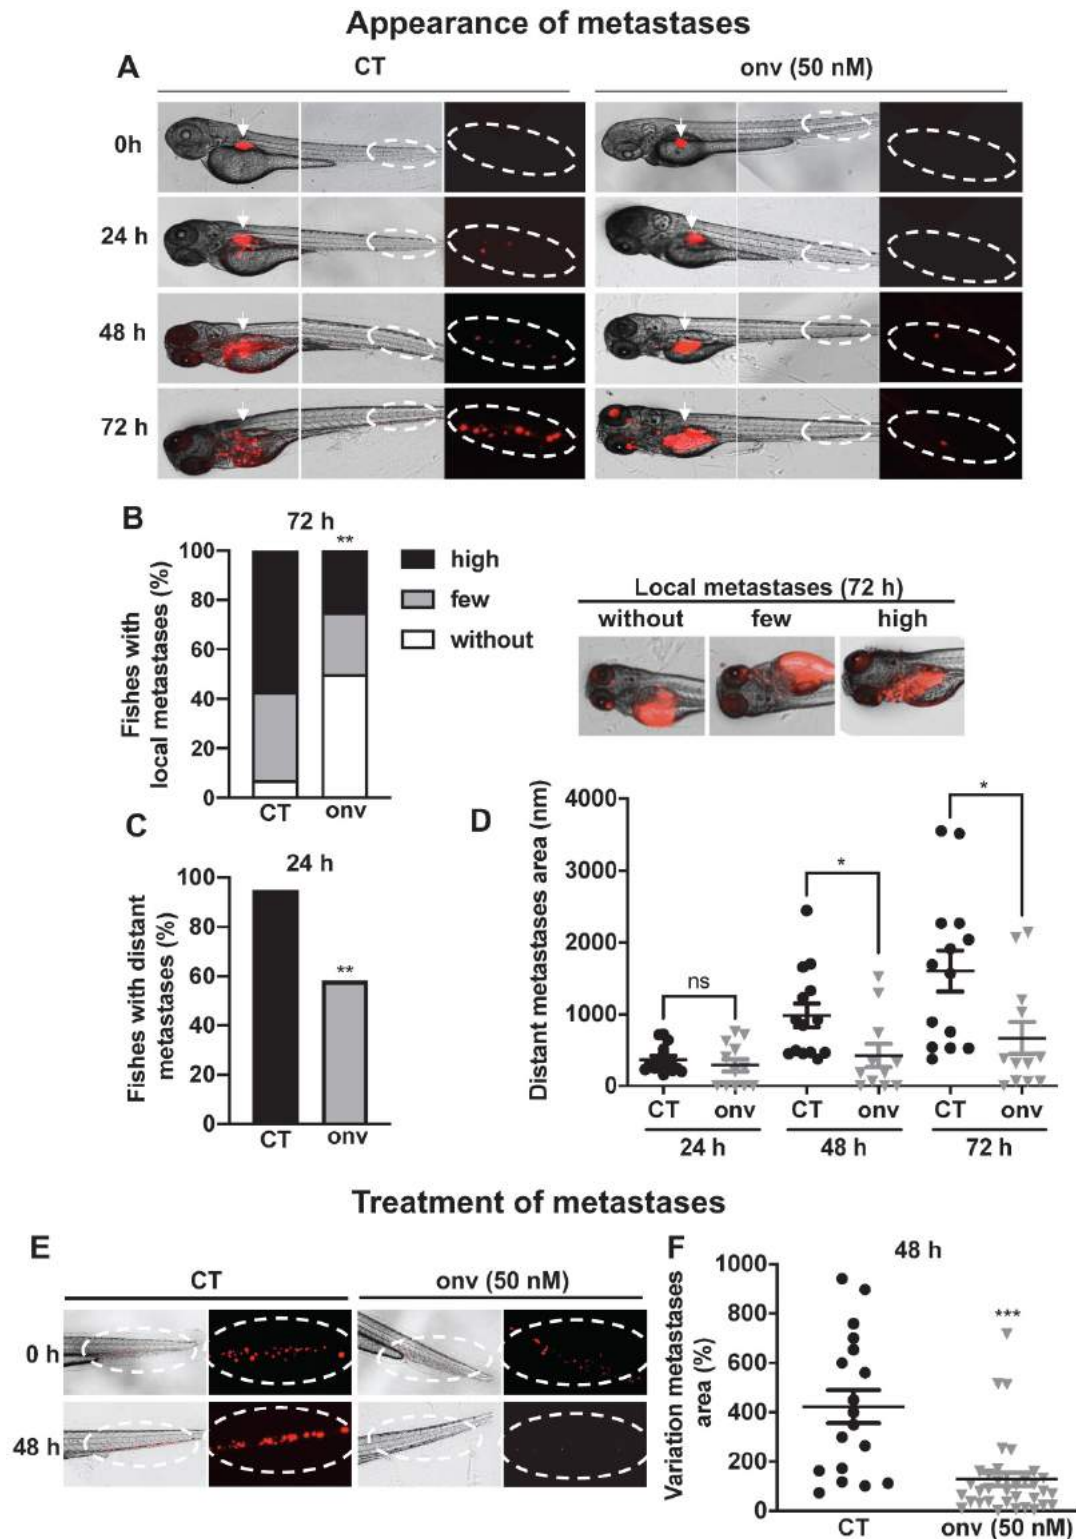 Appearance of metastases
A
CT
onv (50 nM)
0h
24 h
48 h
72 h
B
72 h
**
Fishes with
local metastases (%)
100
80
60
40
20
0
CT
onv
high
few
without
Local metastases (72 h)
without
few
high
C
24 h
Fishes with distant
metastases (%)
100
80
60
40
20
0
**
CT
onv
D
Distant metastases area (nm)
4000
3000
2000
1000
0
ns
*
*
CT
onv
CT
onv
CT
onv
24 h
48 h
72 h
Treatment of metastases
E
CT
onv (50 nM)
0 h
48 h
F
48 h
Variation metastases
area (%)
1000
800
600
400
200
0
***
CT
onv (50 nM)